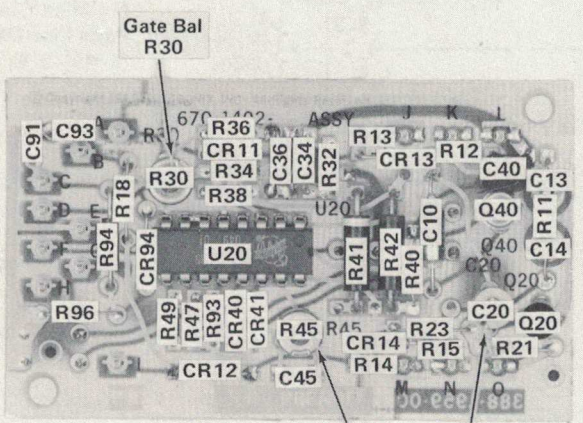 Gate Bal
R30
670-1402-
ASSY
A
J
K
L
C91
C93
R30
R36
R13
R12
CR11
C36
C34
R32
CR13
C40
B
C13
C
R18
R30
R34
R38
U20
C10
Q40
R11
D
E
R94
CR94
U20
R41
R42
R40
Q40
C14
F
C20
Q20
H
R96
R49
R47
R93
CR40
CR41
R45
R45
R23
C20
Q20
CR14
R15
R21
CR12
C45
R14
M
N
O